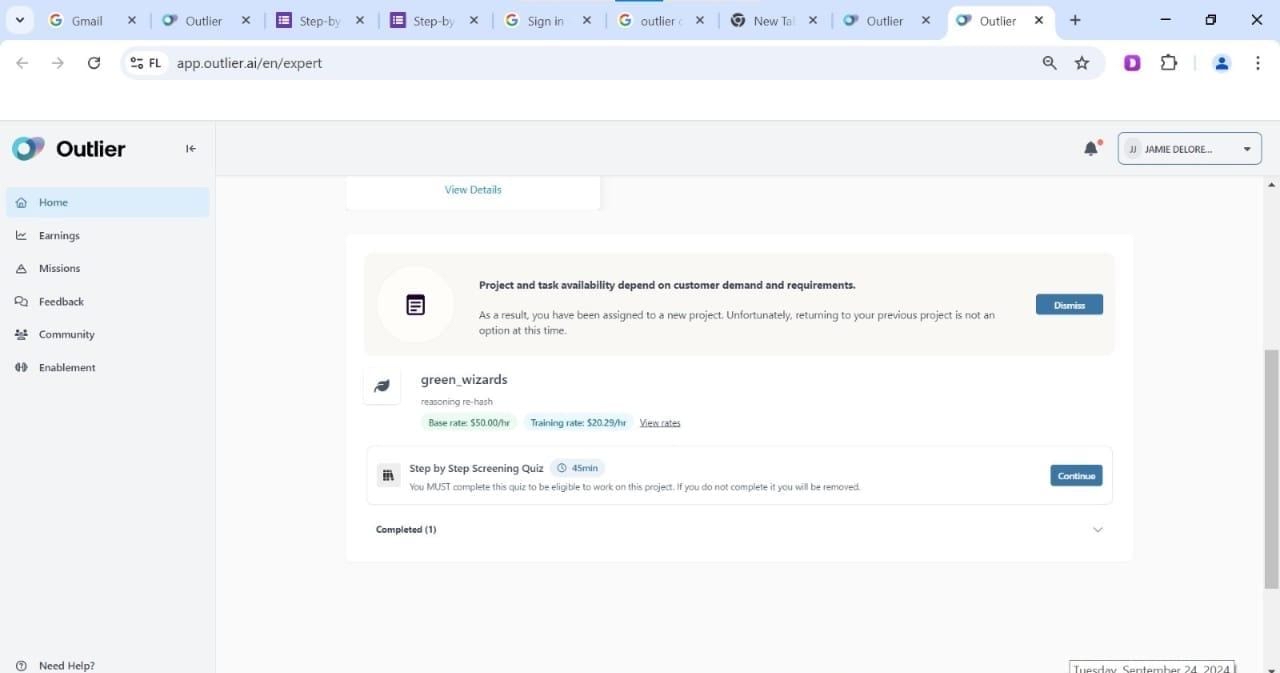 Gmail
Outlier
Step-by
Step-by
Sign in
outlier
New Ta
Outlier
Outlier
FL
app.outlier.ai/en/expert
Outlier
JJ JAMIE DELORE...
Home
Earnings
Missions
Feedback
Community
Enablement
Need Help?
View Details
Project and task availability depend on customer demand and requirements.
As a result, you have been assigned to a new project. Unfortunately, returning to your previous project is not an
option at this time.
Dismiss
green_wizards
reasoning re-hash
Base rate: $50.00/hr Training rate: $20.29/hr View rates
Step by Step Screening Quiz 45min
You MUST complete this quiz to be eligible to work on this project. If you do not complete it you will be removed.
Continue
Completed (1)
Tuesday, September 24, 2024